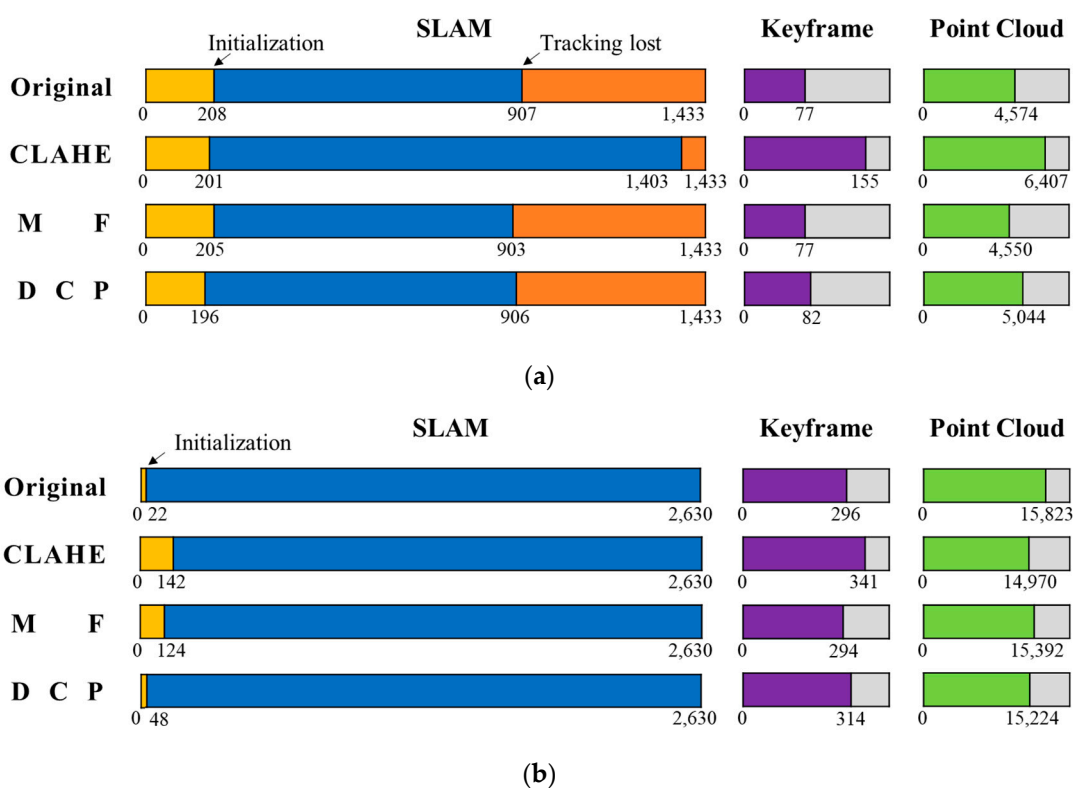 SLAM Keyframe Point Cloud
Initialization Tracking lost
Original
0 208 907 1,433 0 77 0 4,574
CLAHE
0 201 1,403 1,433 0 155 0 6,407
M F
0 205 903 1,433 0 77 0 4,550
D C P
0 196 906 1,433 0 82 0 5,044
(a)
SLAM Keyframe Point Cloud
Initialization
Original
0 22 2,630 0 296 0 15,823
CLAHE
0 142 2,630 0 341 0 14,970
M F
0 124 2,630 0 294 0 15,392
D C P
0 48 2,630 0 314 0 15,224
(b)